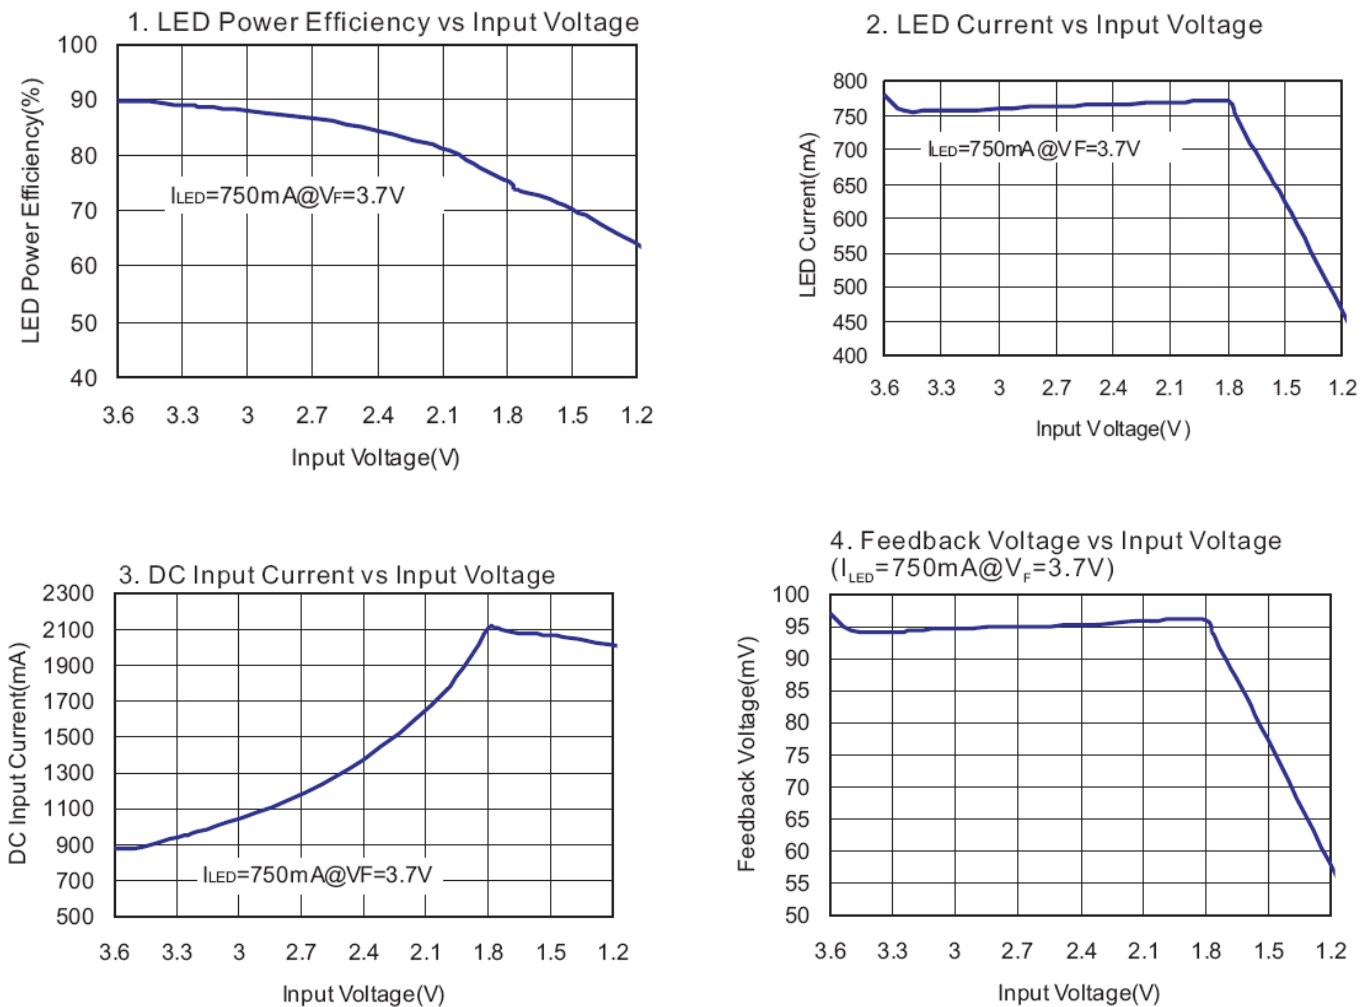 1. LED Power Efficiency vs Input Voltage
LED Power Efficiency(%)
100
90
80
70
60
50
40
ILED=750mA@VF=3.7V
3.6 3.3 3 2.7 2.4 2.1 1.8 1.5 1.2
Input Voltage(V)
2. LED Current vs Input Voltage
LED Current(mA)
800
750
700
650
600
550
500
450
400
ILED=750mA@VF=3.7V
3.6 3.3 3 2.7 2.4 2.1 1.8 1.5 1.2
Input Voltage(V)
3. DC Input Current vs Input Voltage
DC Input Current(mA)
2300
2100
1900
1700
1500
1300
1100
900
700
500
ILED=750mA@VF=3.7V
3.6 3.3 3 2.7 2.4 2.1 1.8 1.5 1.2
Input Voltage(V)
4. Feedback Voltage vs Input Voltage
(ILED=750mA@VF=3.7V)
Feedback Voltage(mV)
100
95
90
85
80
75
70
65
60
55
50
3.6 3.3 3 2.7 2.4 2.1 1.8 1.5 1.2
Input Voltage(V)